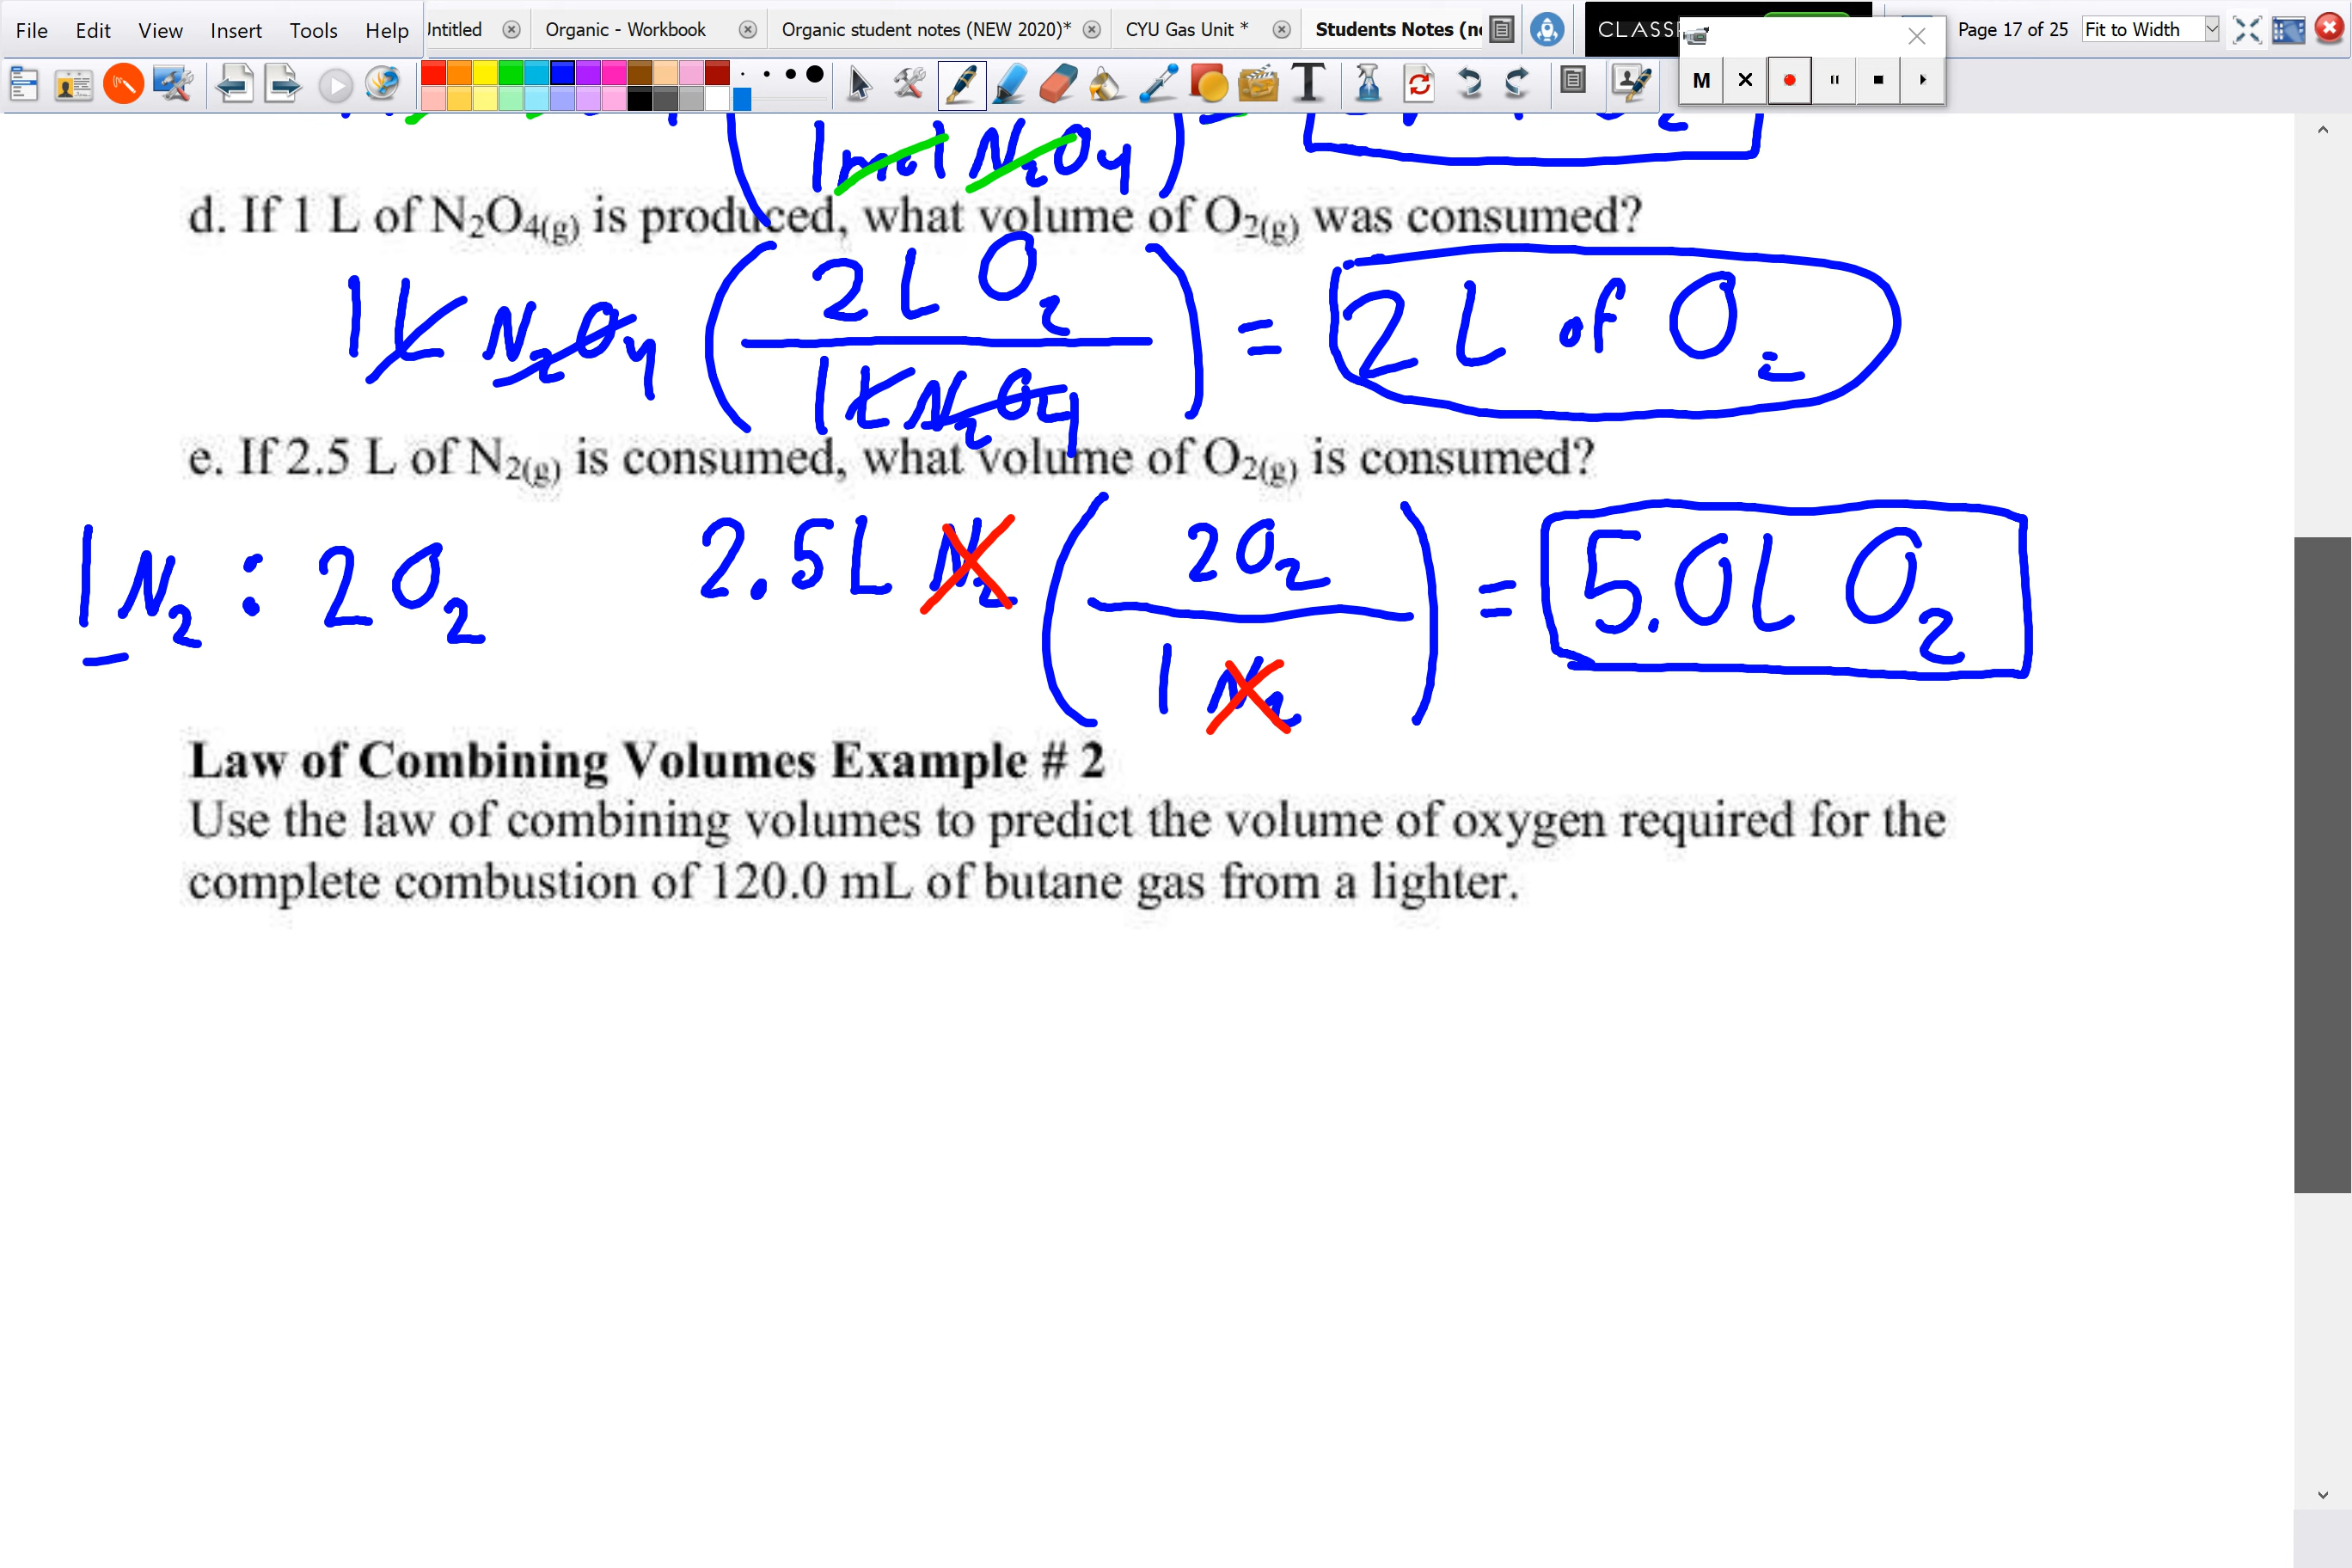 File Edit View Insert Tools Help Untitled Organic - Workbook Organic student notes (NEW 2020)* CYU Gas Unit * Students Notes (n CLASS Page 17 of 25 Fit to Width
M
1 mol N₂O₄
d. If 1 L of N₂O₄(g) is produced, what volume of O₂(g) was consumed?
1 L N₂O₄ ( 2 L O₂ / 1 L N₂O₄ ) = 2 L of O₂
e. If 2.5 L of N₂(g) is consumed, what volume of O₂(g) is consumed?
1 N₂ : 2 O₂ 2.5 L N₂ ( 2 O₂ / 1 N₂ ) = 5.0 L O₂
Law of Combining Volumes Example # 2
Use the law of combining volumes to predict the volume of oxygen required for the
complete combustion of 120.0 mL of butane gas from a lighter.